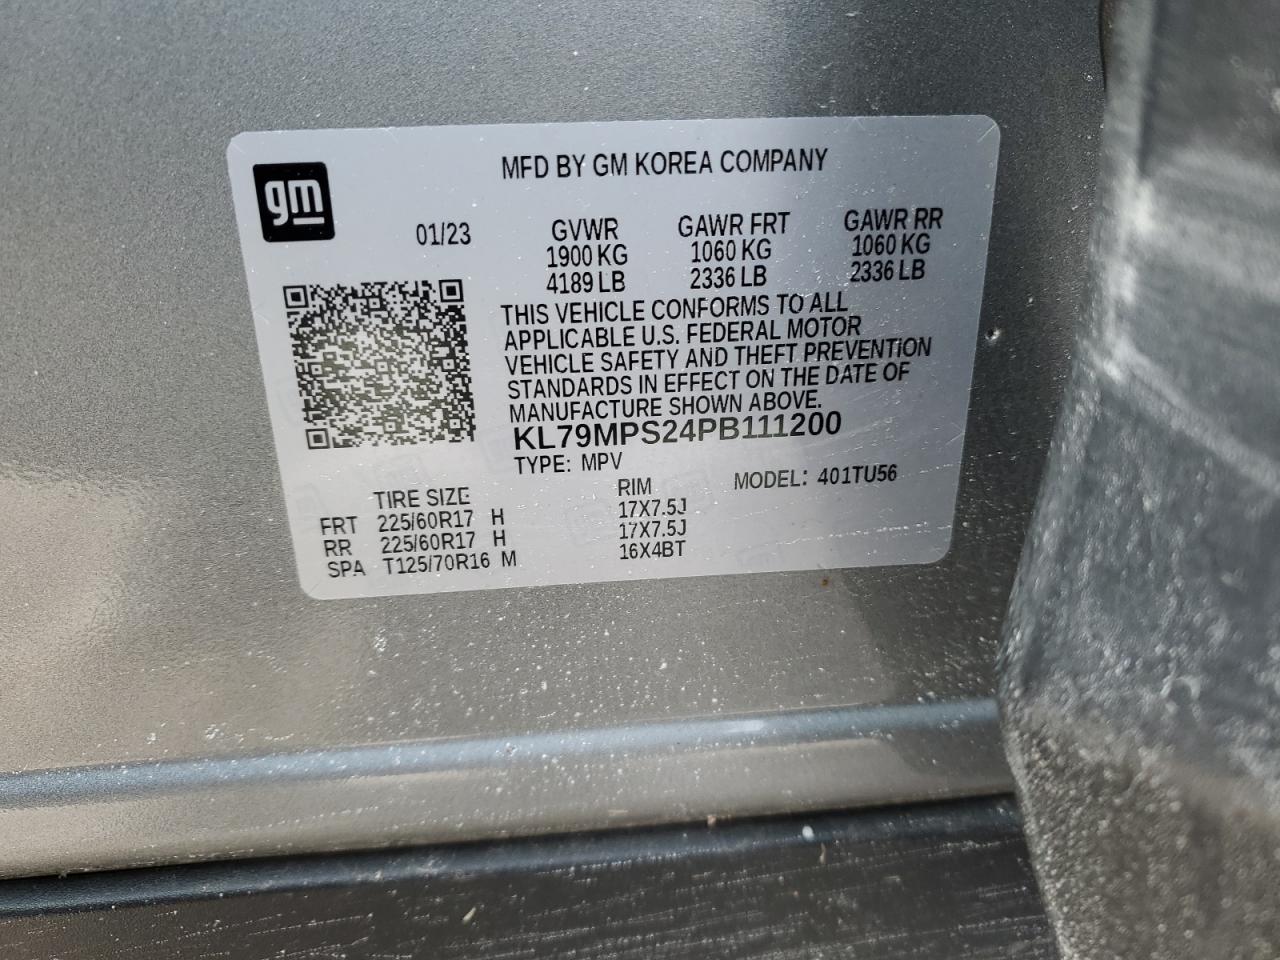 gm
MFD BY GM KOREA COMPANY
01/23
GVWR GAWR FRT GAWR RR
1900 KG 1060 KG 1060 KG
4189 LB 2336 LB 2336 LB
THIS VEHICLE CONFORMS TO ALL
APPLICABLE U.S. FEDERAL MOTOR
VEHICLE SAFETY AND THEFT PREVENTION
STANDARDS IN EFFECT ON THE DATE OF
MANUFACTURE SHOWN ABOVE.
KL79MPS24PB111200
TYPE: MPV
MODEL: 401TU56
TIRE SIZE RIM
FRT 225/60R17 H 17X7.5J
RR 225/60R17 H 17X7.5J
SPA T125/70R16 M 16X4BT